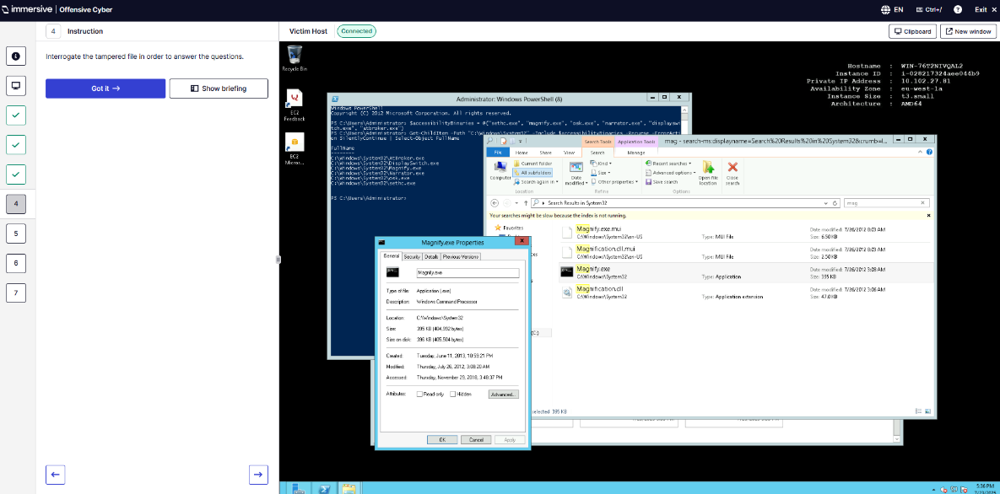 immersive | Offensive Cyber
EN
Ctrl+/
?
Exit ×
4
Instruction
Victim Host
Connected
Clipboard
New window
Interrogate the tampered file in order to answer the questions.
Got it →
Show briefing
4
5
6
7
Recycle Bin
EC2
Feedback
EC2
Micros...
Hostname : WIN-76T2NIVQAL2
Instance ID : i-028217324aee044b9
Private IP Address : 10.102.27.81
Availability Zone : eu-west-1a
Instance Size : t3.small
Architecture : AMD64
Administrator: Windows PowerShell (8)
Windows PowerShell
Copyright (C) 2012 Microsoft Corporation. All rights reserved.
PS C:\Users\Administrator> $accessibilityBinaries = @("sethc.exe", "magnify.exe", "osk.exe", "narrator.exe", "displaysw
tch.exe", "atbroker.exe")
PS C:\Users\Administrator> Get-ChildItem -Path "C:\Windows\System32" -Include $accessibilityBinaries -Recurse -ErrorAct
on SilentlyContinue | Select-Object FullName
FullName
--------
C:\Windows\System32\AtBroker.exe
C:\Windows\System32\DisplaySwitch.exe
C:\Windows\System32\Magnify.exe
C:\Windows\System32\Narrator.exe
C:\Windows\System32\osk.exe
C:\Windows\System32\sethc.exe
PS C:\Users\Administrator>
Search Tools
Application Tools
mag - search-ms:displayname=Search%20Results%20in%20System32&crumb=l...
File
Home
Share
View
Search
Manage
Computer
Current folder
All subfolders
Search again in
Location
Date
modified
Kind
Size
Other properties
Refine
Recent searches
Advanced options
Save search
Options
Open file
location
Close
search
Search Results in System32
mag
Your searches might be slow because the index is not running.
Favorites
Magnify.exe.mui
C:\Windows\System32\en-US
Type: MUI File
Date modified: 7/26/2012 8:03 AM
Size: 6.50 KB
Magnification.dll.mui
C:\Windows\System32\en-US
Type: MUI File
Date modified: 7/26/2012 8:03 AM
Size: 2.50 KB
Magnify.exe
C:\Windows\System32
Type: Application
Date modified: 7/26/2012 3:08 AM
Size: 395 KB
Magnification.dll
C:\Windows\System32
Type: Application extension
Date modified: 7/26/2012 3:06 AM
Size: 47.0 KB
(C:)
selected 395 KB
Magnify.exe Properties
General
Security
Details
Previous Versions
Magnify.exe
Type of file: Application (.exe)
Description: Windows Command Processor
Location: C:\Windows\System32
Size: 395 KB (404,992 bytes)
Size on disk: 396 KB (405,504 bytes)
Created: Tuesday, June 11, 2013, 10:59:21 PM
Modified: Thursday, July 26, 2012, 3:08:20 AM
Accessed: Thursday, November 29, 2018, 3:48:37 PM
Attributes:
Read-only
Hidden
Advanced...
OK
Cancel
Apply
5:36 PM